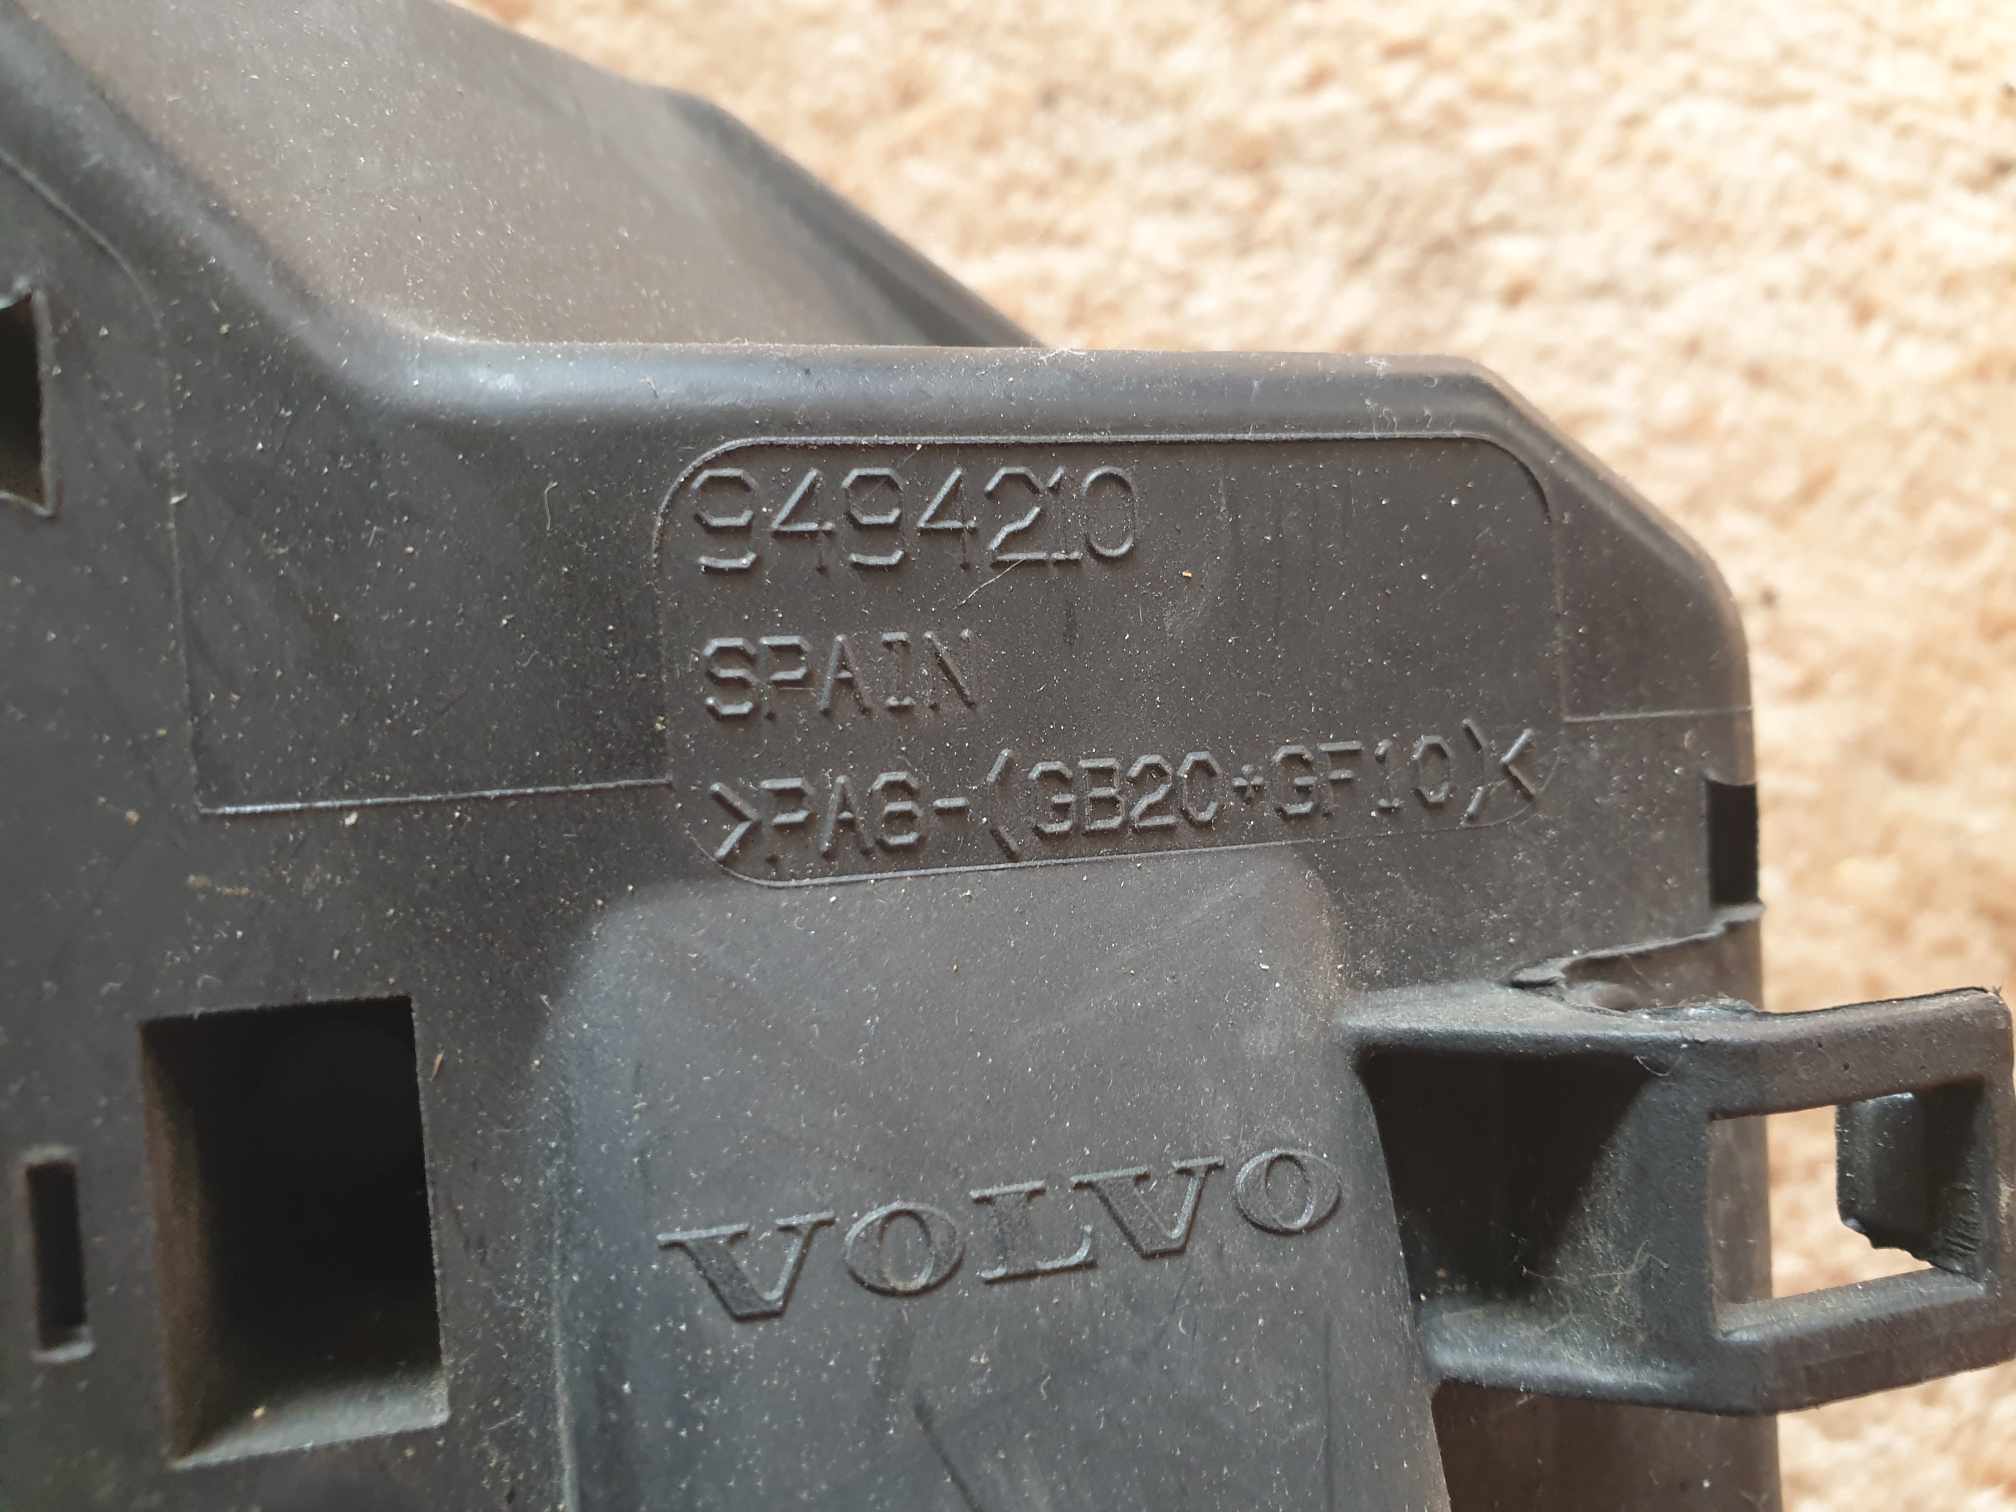 9494210
SPAIN
>PA6-(GB20+GF10)<
VOLVO